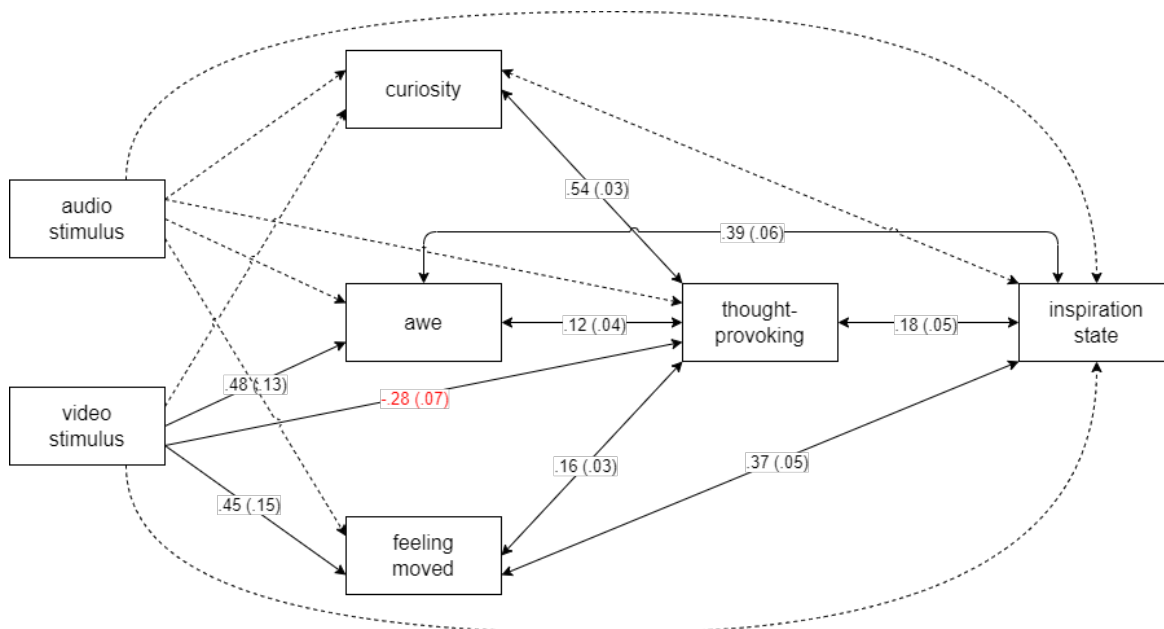 curiosity
.54 (.03)
audio
stimulus
.39 (.06)
awe
.12 (.04)
thought-
provoking
.18 (.05)
inspiration
state
.48 (.13)
-.28 (.07)
video
stimulus
.45 (.15)
.16 (.03)
.37 (.05)
feeling
moved